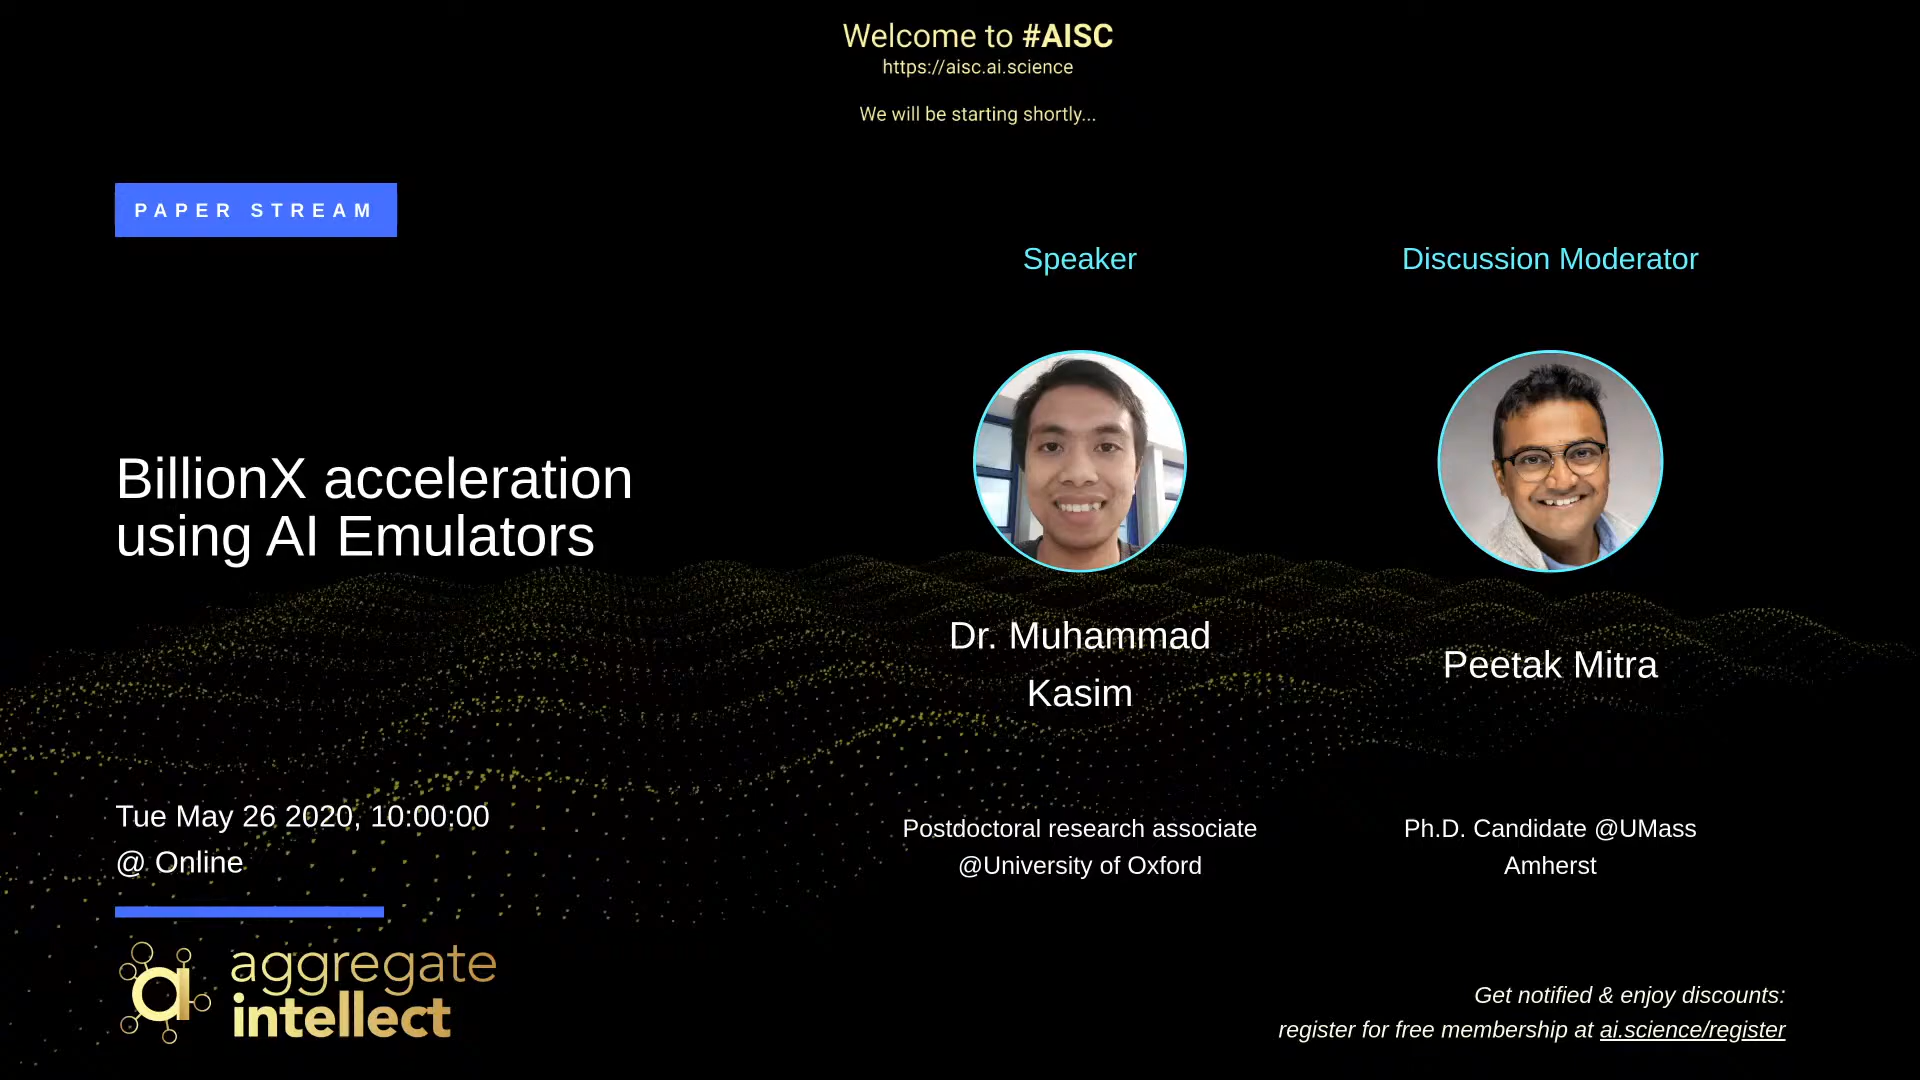 Welcome to #AISC
https://aisc.ai.science
We will be starting shortly...
PAPER STREAM
BillionX acceleration
using AI Emulators
Tue May 26 2020, 10:00:00
@ Online
aggregate
intellect
Speaker
Dr. Muhammad
Kasim
Postdoctoral research associate
@University of Oxford
Discussion Moderator
Peetak Mitra
Ph.D. Candidate @UMass
Amherst
Get notified & enjoy discounts:
register for free membership at ai.science/register